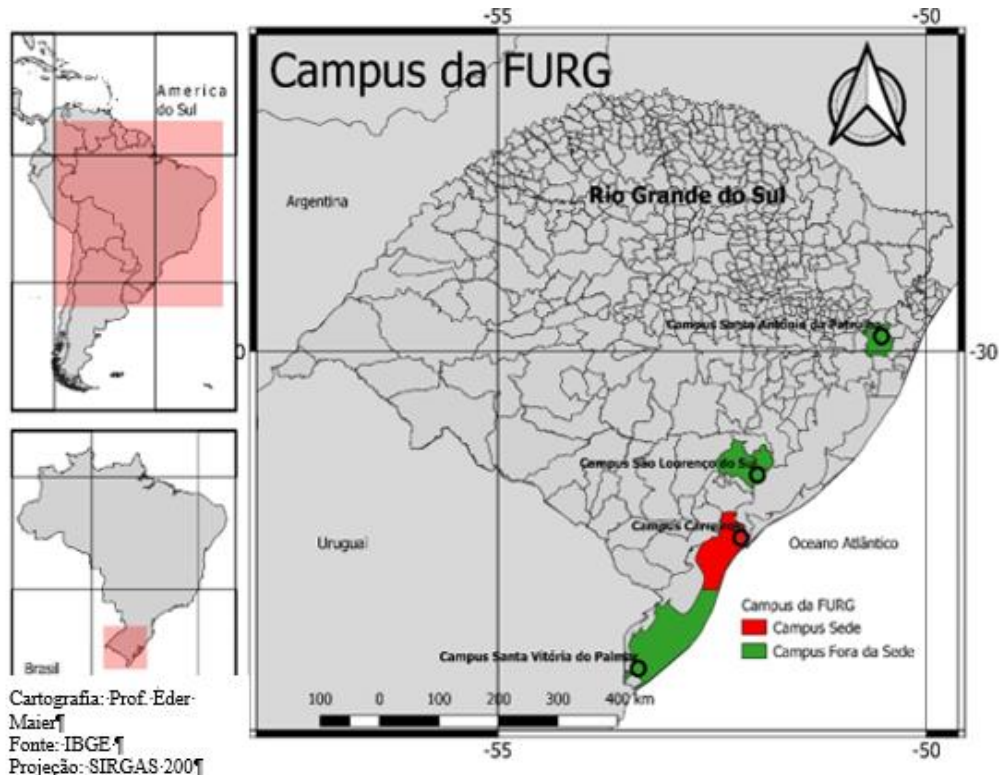 -55
-50
Campus da FURG
America
do Sul
Argentina
Rio Grande do Sul
Campus Santo Antônio da Patrulha
0
-30
Campus São Lourenço do Sul
Campus Carreiros
Uruguai
Oceano Atlântico
Campus da FURG
Campus Sede
Campus Fora da Sede
Campus Santa Vitória do Palmar
100 0 100 200 300 400 km
Brasil
-55
-50
Cartografia: Prof. Éder
Maier¶
Fonte: IBGE ¶
Projeção: SIRGAS 200¶